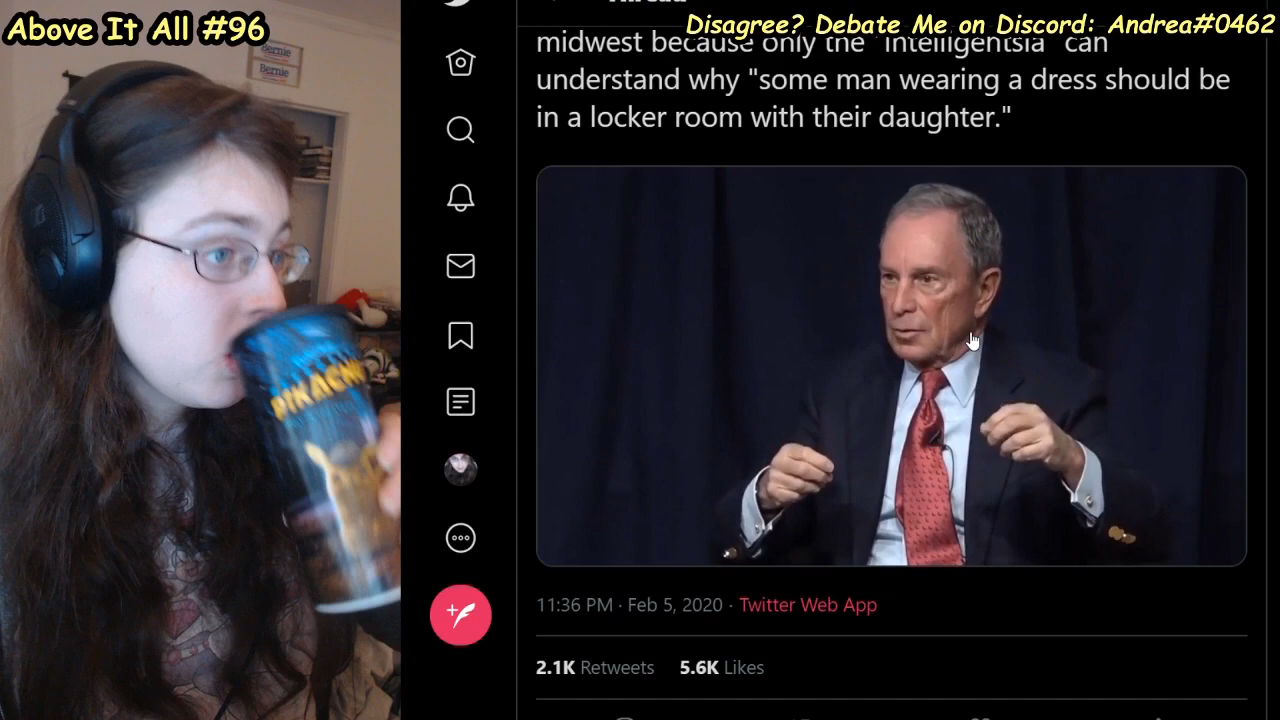 Above It All #96
Disagree? Debate Me on Discord: Andrea#0462
Bernie
Bernie
Thread
midwest because only the "intelligentsia" can
understand why "some man wearing a dress should be
in a locker room with their daughter."
PIKACHU
11:36 PM · Feb 5, 2020 · Twitter Web App
2.1K Retweets 5.6K Likes